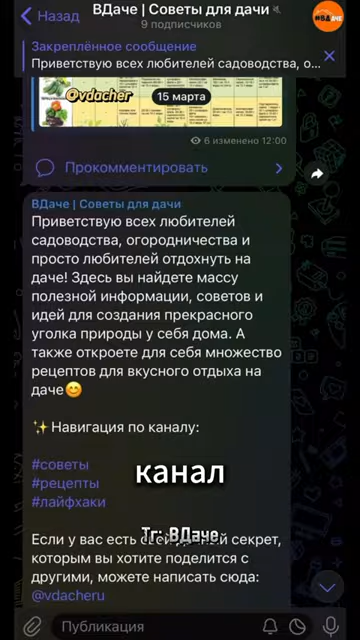 Назад
ВДаче | Советы для дачи
9 подписчиков
#ВДАЧЕ
Закреплённое сообщение
Приветствую всех любителей садоводства, о...
@vdacher
15 марта
6 изменено 12:00
Прокомментировать
ВДаче | Советы для дачи
Приветствую всех любителей
садоводства, огородничества и
просто любителей отдохнуть на
даче! Здесь вы найдете массу
полезной информации, советов и
идей для создания прекрасного
уголка природы у себя дома. А
также откроете для себя множество
рецептов для вкусного отдыха на
даче😊
✨Навигация по каналу:
#советы
#рецепты
#лайфхаки
канал
Тг: ВДаче
Если у вас есть свой секрет,
которым вы хотите поделится с
другими, можете написать сюда:
@vdacheru
Публикация